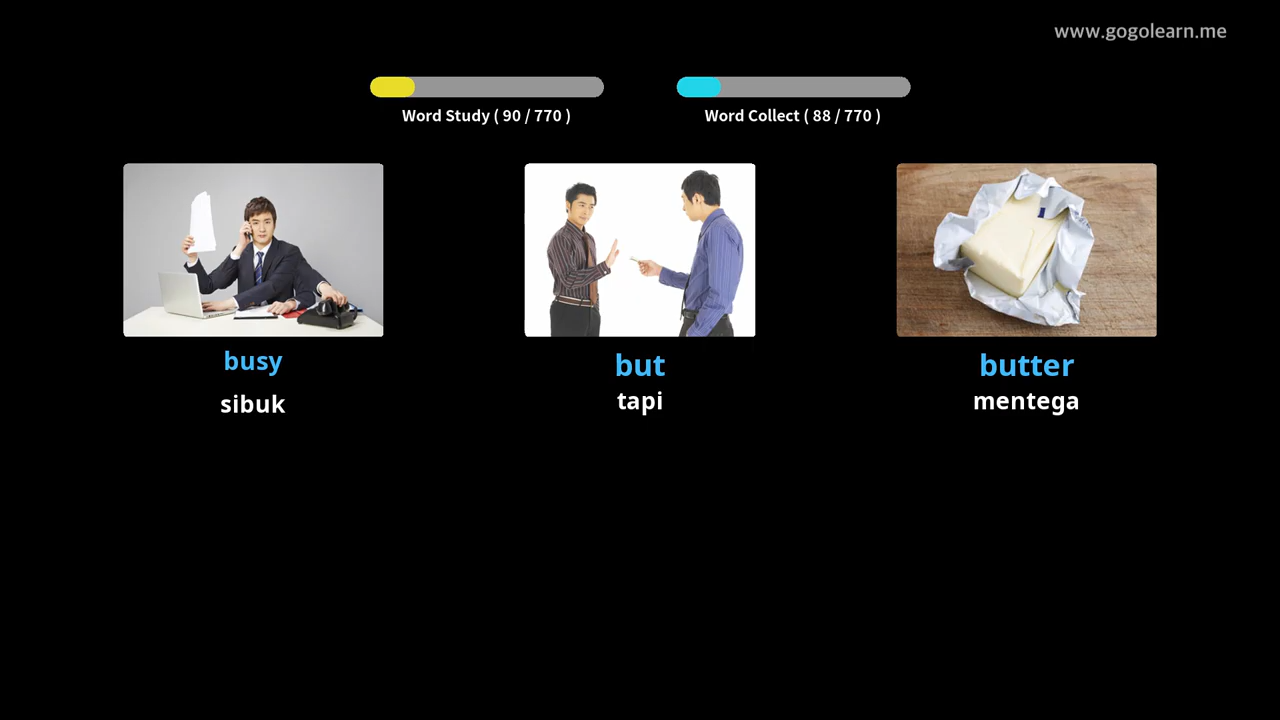 www.gogolearn.me
Word Study ( 90 / 770 )
Word Collect ( 88 / 770 )
busy
sibuk
but
tapi
butter
mentega